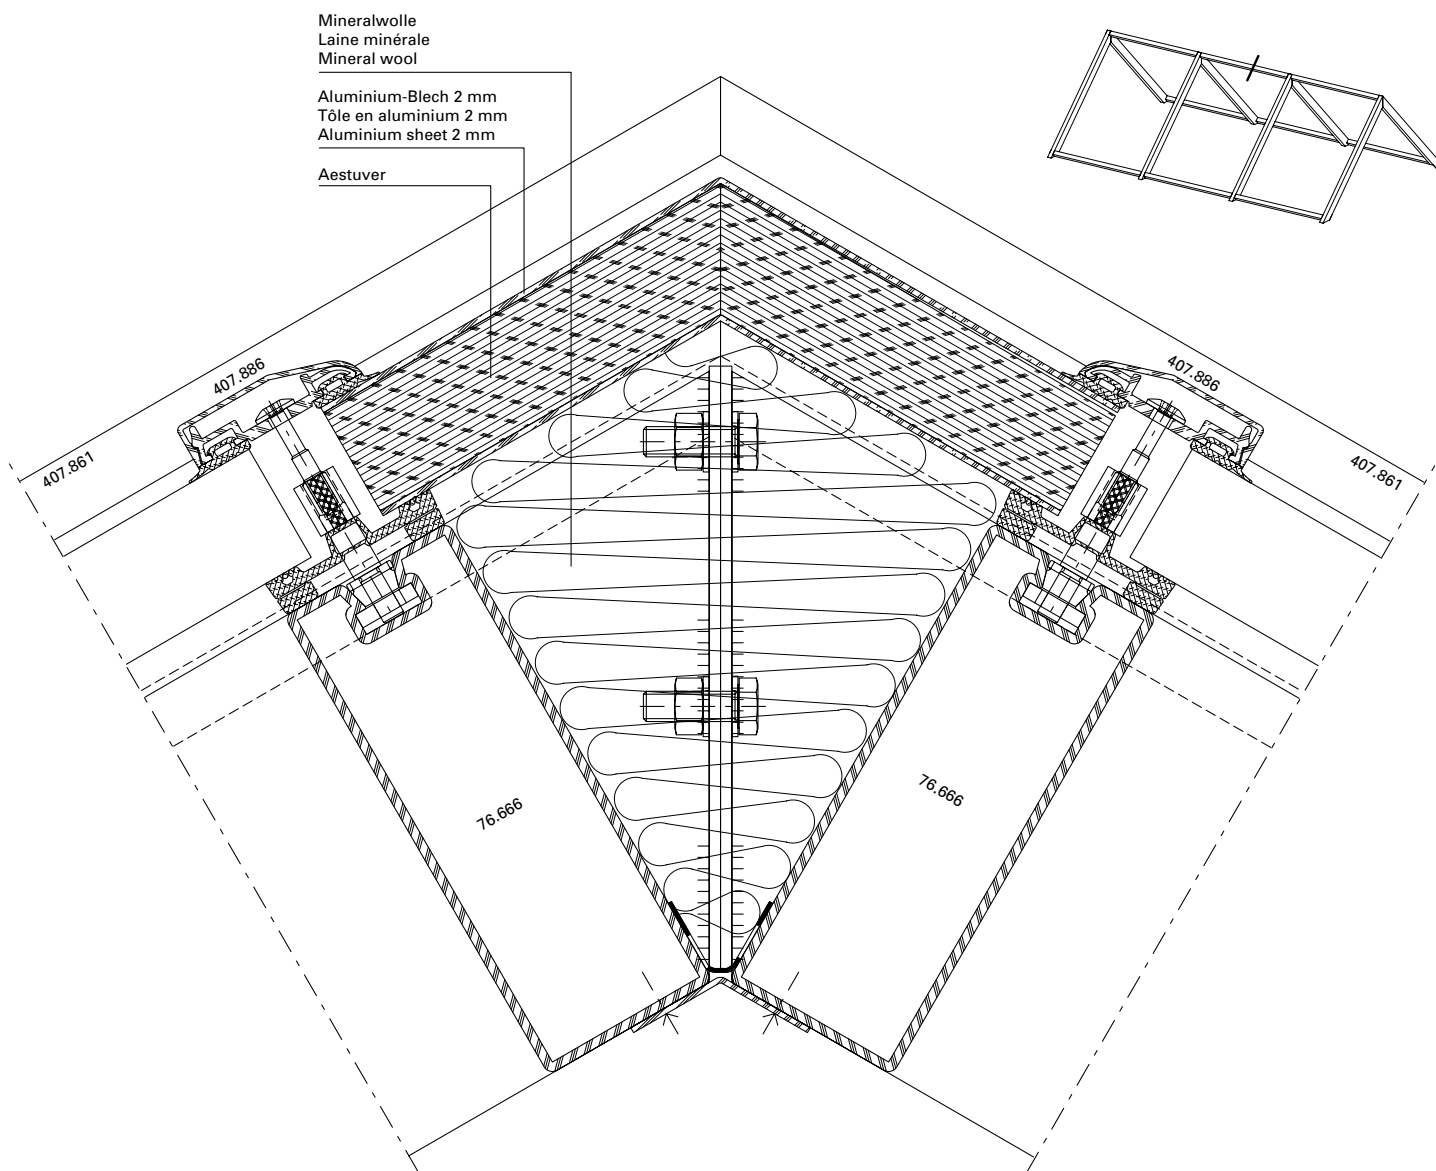 Mineralwolle
Laine minérale
Mineral wool
Aluminium-Blech 2 mm
Tôle en aluminium 2 mm
Aluminium sheet 2 mm
Aestuver
407.886
407.886
407.861
407.861
76.666
76.666